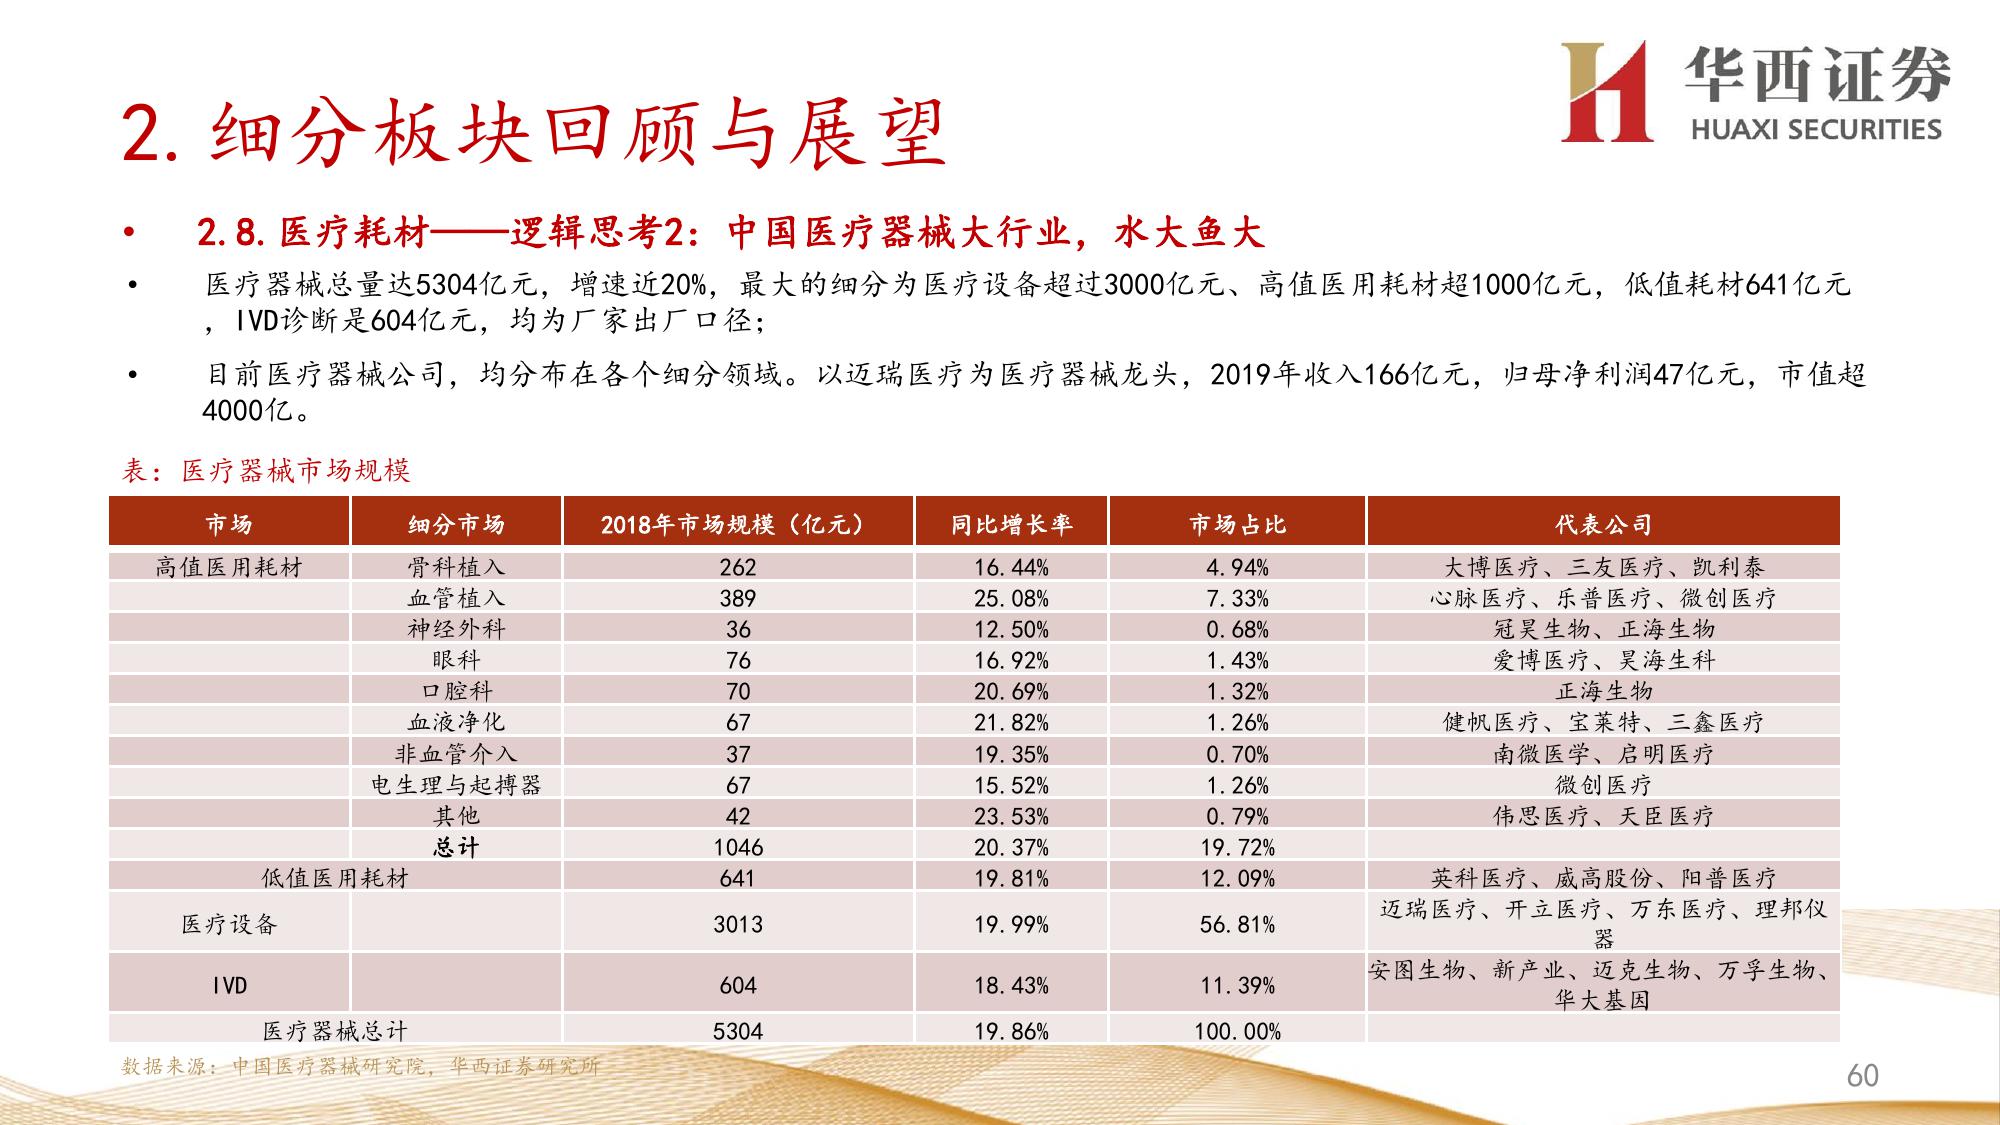 华西证券
HUAXI SECURITIES
2. 细分板块回顾与展望
• 2.8. 医疗耗材——逻辑思考2：中国医疗器械大行业，水大鱼大
• 医疗器械总量达5304亿元，增速近20%，最大的细分为医疗设备超过3000亿元、高值医用耗材超1000亿元，低值耗材641亿元
，IVD诊断是604亿元，均为厂家出厂口径；
• 目前医疗器械公司，均分布在各个细分领域。以迈瑞医疗为医疗器械龙头，2019年收入166亿元，归母净利润47亿元，市值超
4000亿。
表：医疗器械市场规模
市场 细分市场 2018年市场规模（亿元） 同比增长率 市场占比 代表公司
高值医用耗材 骨科植入 262 16.44% 4.94% 大博医疗、三友医疗、凯利泰
血管植入 389 25.08% 7.33% 心脉医疗、乐普医疗、微创医疗
神经外科 36 12.50% 0.68% 冠昊生物、正海生物
眼科 76 16.92% 1.43% 爱博医疗、昊海生科
口腔科 70 20.69% 1.32% 正海生物
血液净化 67 21.82% 1.26% 健帆医疗、宝莱特、三鑫医疗
非血管介入 37 19.35% 0.70% 南微医学、启明医疗
电生理与起搏器 67 15.52% 1.26% 微创医疗
其他 42 23.53% 0.79% 伟思医疗、天臣医疗
总计 1046 20.37% 19.72%
低值医用耗材 641 19.81% 12.09% 英科医疗、威高股份、阳普医疗
医疗设备 3013 19.99% 56.81% 迈瑞医疗、开立医疗、万东医疗、理邦仪
器
IVD 604 18.43% 11.39% 安图生物、新产业、迈克生物、万孚生物、
华大基因
医疗器械总计 5304 19.86% 100.00%
数据来源：中国医疗器械研究院，华西证券研究所
60